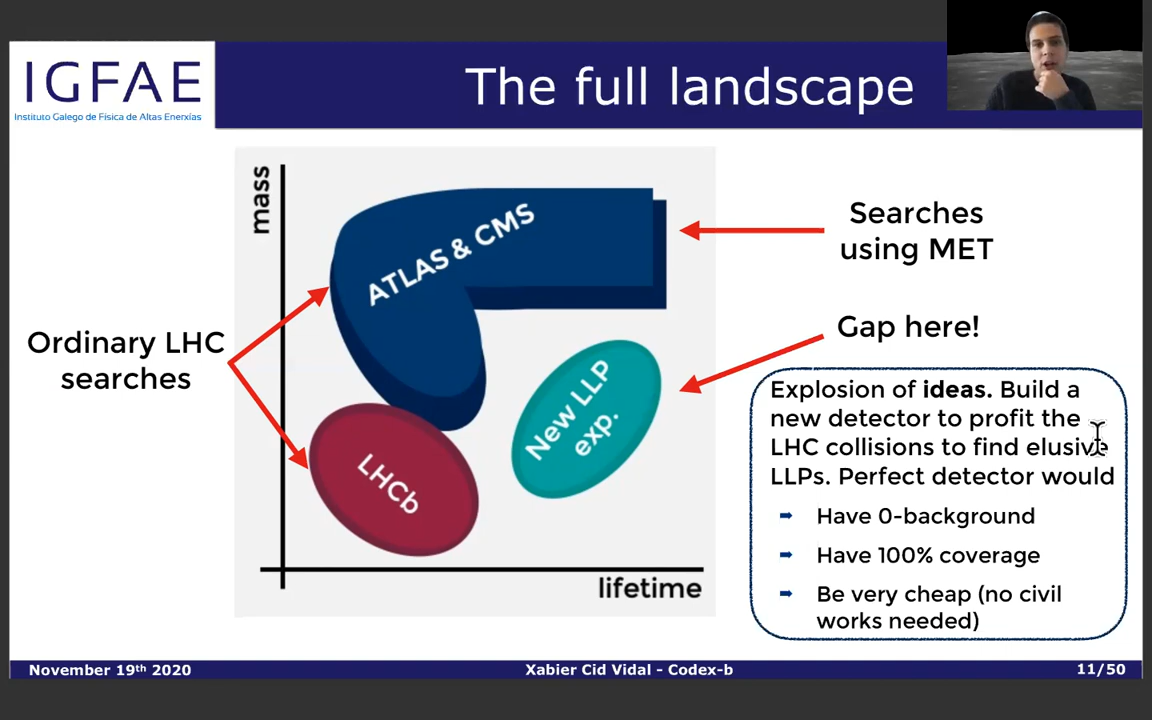 IGFAE
Instituto Galego de Física de Altas Enerxías
The full landscape
mass
ATLAS & CMS
LHCb
New LLP
exp.
lifetime
Ordinary LHC
searches
Searches
using MET
Gap here!
Explosion of ideas. Build a
new detector to profit the
LHC collisions to find elusive
LLPs. Perfect detector would
➡ Have 0-background
➡ Have 100% coverage
➡ Be very cheap (no civil
works needed)
November 19th 2020
Xabier Cid Vidal - Codex-b
11/50